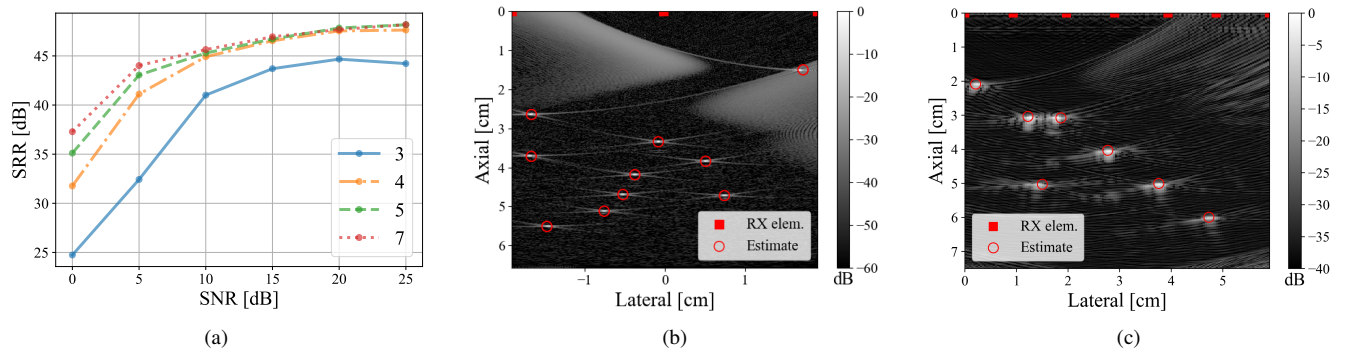 SRR [dB]
45
40
35
30
25
0 5 10 15 20 25
SNR [dB]
3
4
5
7
(a)
Axial [cm]
0
1
2
3
4
5
6
−1 0 1
Lateral [cm]
RX elem.
Estimate
0
−10
−20
−30
−40
−50
−60
dB
(b)
Axial [cm]
0
1
2
3
4
5
6
7
0 1 2 3 4 5
Lateral [cm]
RX elem.
Estimate
0
−5
−10
−15
−20
−25
−30
−35
−40
dB
(c)